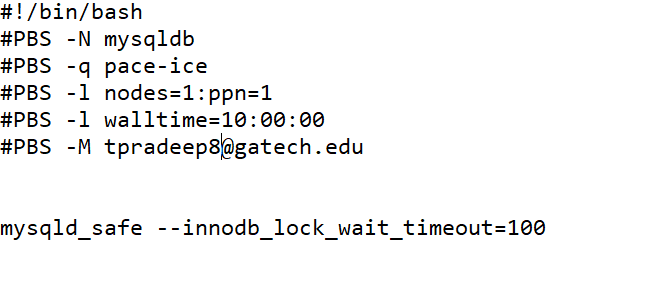 #!/bin/bash
#PBS -N mysqldb
#PBS -q pace-ice
#PBS -l nodes=1:ppn=1
#PBS -l walltime=10:00:00
#PBS -M tpradeep8@gatech.edu
mysqld_safe --innodb_lock_wait_timeout=100